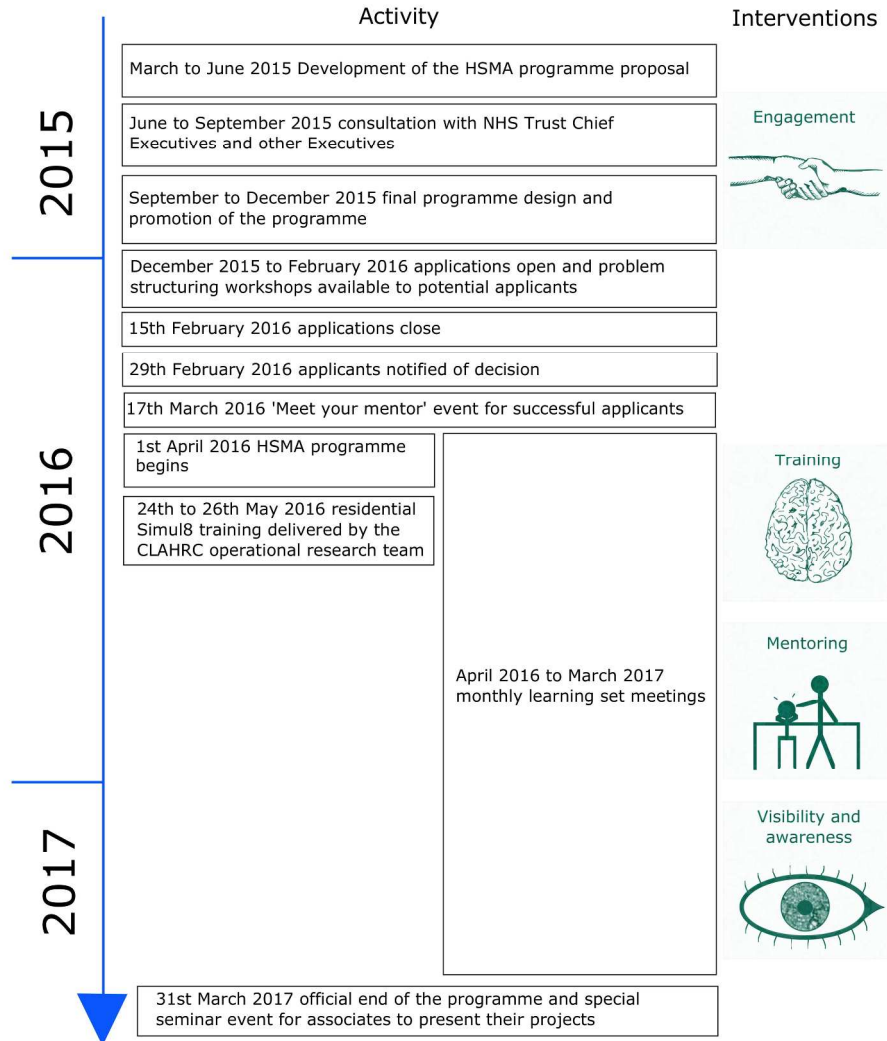 Activity
Interventions
2015
March to June 2015 Development of the HSMA programme proposal
June to September 2015 consultation with NHS Trust Chief
Executives and other Executives
Engagement
September to December 2015 final programme design and
promotion of the programme
2016
December 2015 to February 2016 applications open and problem
structuring workshops available to potential applicants
15th February 2016 applications close
29th February 2016 applicants notified of decision
17th March 2016 'Meet your mentor' event for successful applicants
1st April 2016 HSMA programme
begins
24th to 26th May 2016 residential
Simul8 training delivered by the
CLAHRC operational research team
April 2016 to March 2017
monthly learning set meetings
Training
Mentoring
2017
Visibility and
awareness
31st March 2017 official end of the programme and special
seminar event for associates to present their projects